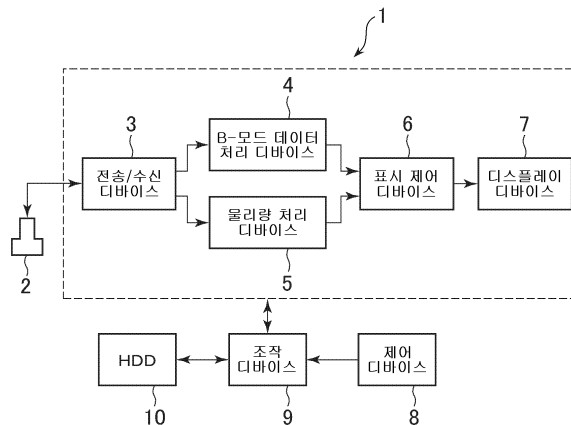 1
4
B-모드 데이터
처리 디바이스
3
전송/수신
디바이스
6
표시 제어
디바이스
7
디스플레이
디바이스
물리량 처리
디바이스
5
2
HDD
10
조작
디바이스
9
제어
디바이스
8